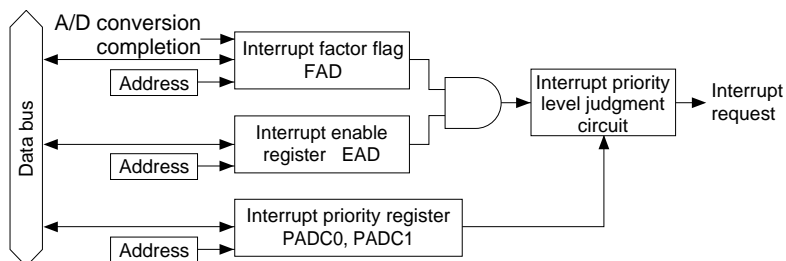 A/D conversion
completion
Interrupt factor flag
FAD
Address
Interrupt priority
level judgment
circuit
Interrupt
request
Data bus
Interrupt enable
register EAD
Address
Interrupt priority register
PADC0, PADC1
Address